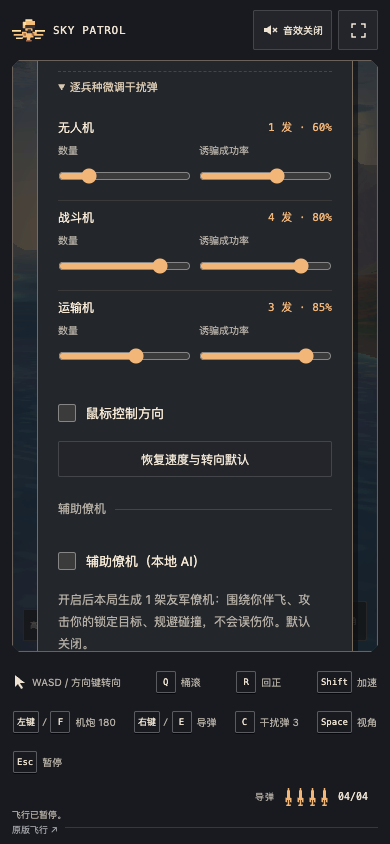 SKY PATROL
音效关闭
▼ 逐兵种微调干扰弹
无人机 1 发 · 60%
数量 诱骗成功率
战斗机 4 发 · 80%
数量 诱骗成功率
运输机 3 发 · 85%
数量 诱骗成功率
鼠标控制方向
恢复速度与转向默认
辅助僚机
辅助僚机（本地 AI）
开启后本局生成 1 架友军僚机：围绕你伴飞、攻
击你的锁定目标、规避碰撞，不会误伤你。默认
关闭。
WASD / 方向键转向 Q 桶滚 R 回正 Shift 加速
左键 / F 机炮 180 右键 / E 导弹 C 干扰弹 3 Space 视角
Esc 暂停
导弹 04/04
飞行已暂停。
原版飞行 ↗